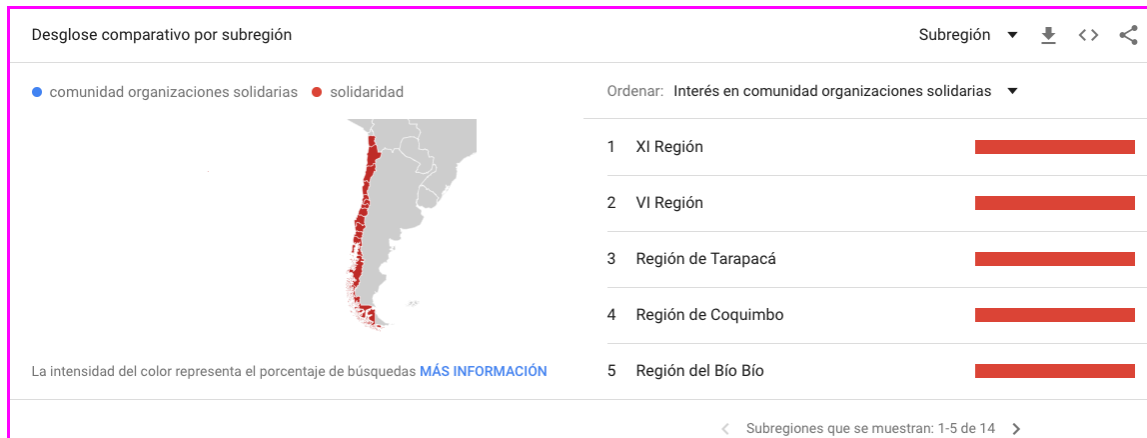 Desglose comparativo por subregión
Subregión
comunidad organizaciones solidarias
solidaridad
Ordenar: Interés en comunidad organizaciones solidarias
1 XI Región
2 VI Región
3 Región de Tarapacá
4 Región de Coquimbo
5 Región del Bío Bío
La intensidad del color representa el porcentaje de búsquedas MÁS INFORMACIÓN
Subregiones que se muestran: 1-5 de 14